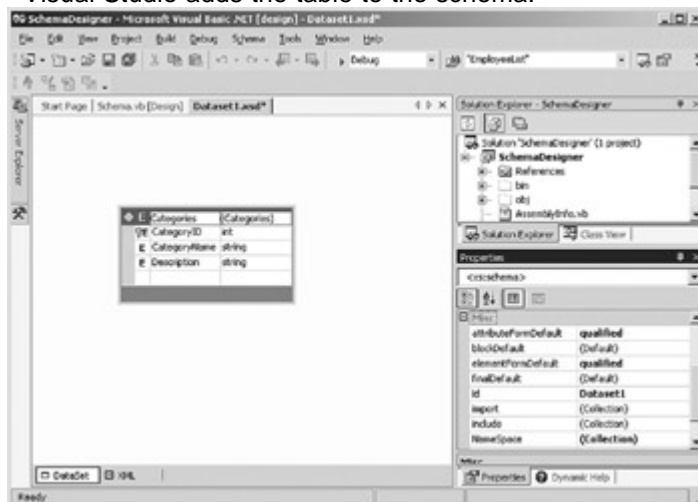 Visual Studio adds the table to the schema.
SchemaDesigner - Microsoft Visual Basic .NET [design] - Dataset1.xsd*
File Edit View Project Build Debug Schema Tools Window Help
Debug "EmployeeList"
Start Page Schema.vb [Design] Dataset1.xsd*
Server Explorer
E Categories (Categories)
E CategoryID int
E CategoryName string
E Description string
DataSet XML
Ready
Solution Explorer - SchemaDesigner
Solution 'SchemaDesigner' (1 project)
SchemaDesigner
References
bin
obj
AssemblyInfo.vb
Solution Explorer Class View
Properties
<xs:schema>
Misc
attributeFormDefault qualified
blockDefault (Default)
elementFormDefault qualified
finalDefault (Default)
id Dataset1
import (Collection)
include (Collection)
NameSpace (Collection)
Misc
Properties Dynamic Help